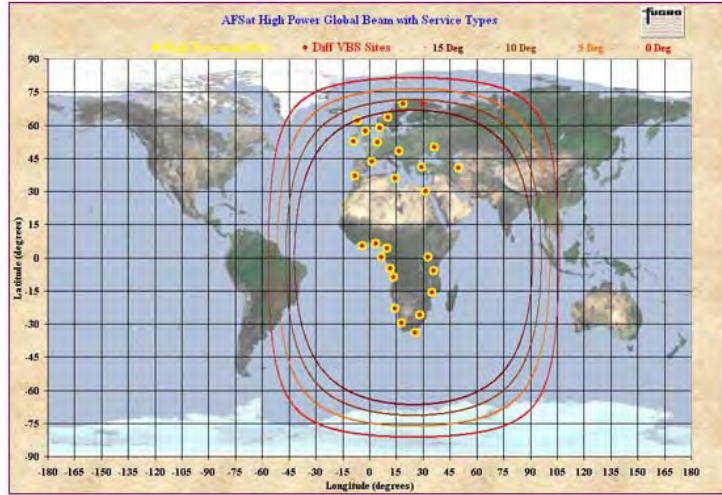 AFSat High Power Global Beam with Service Types
fugro
Diff VBS Sites
15 Deg
10 Deg
5 Deg
0 Deg
90
75
60
45
30
15
0
-15
-30
-45
-60
-75
-90
Latitude (degrees)
-180 -165 -150 -135 -120 -105 -90 -75 -60 -45 -30 -15 0 15 30 45 60 75 90 105 120 135 150 165 180
Longitude (degrees)